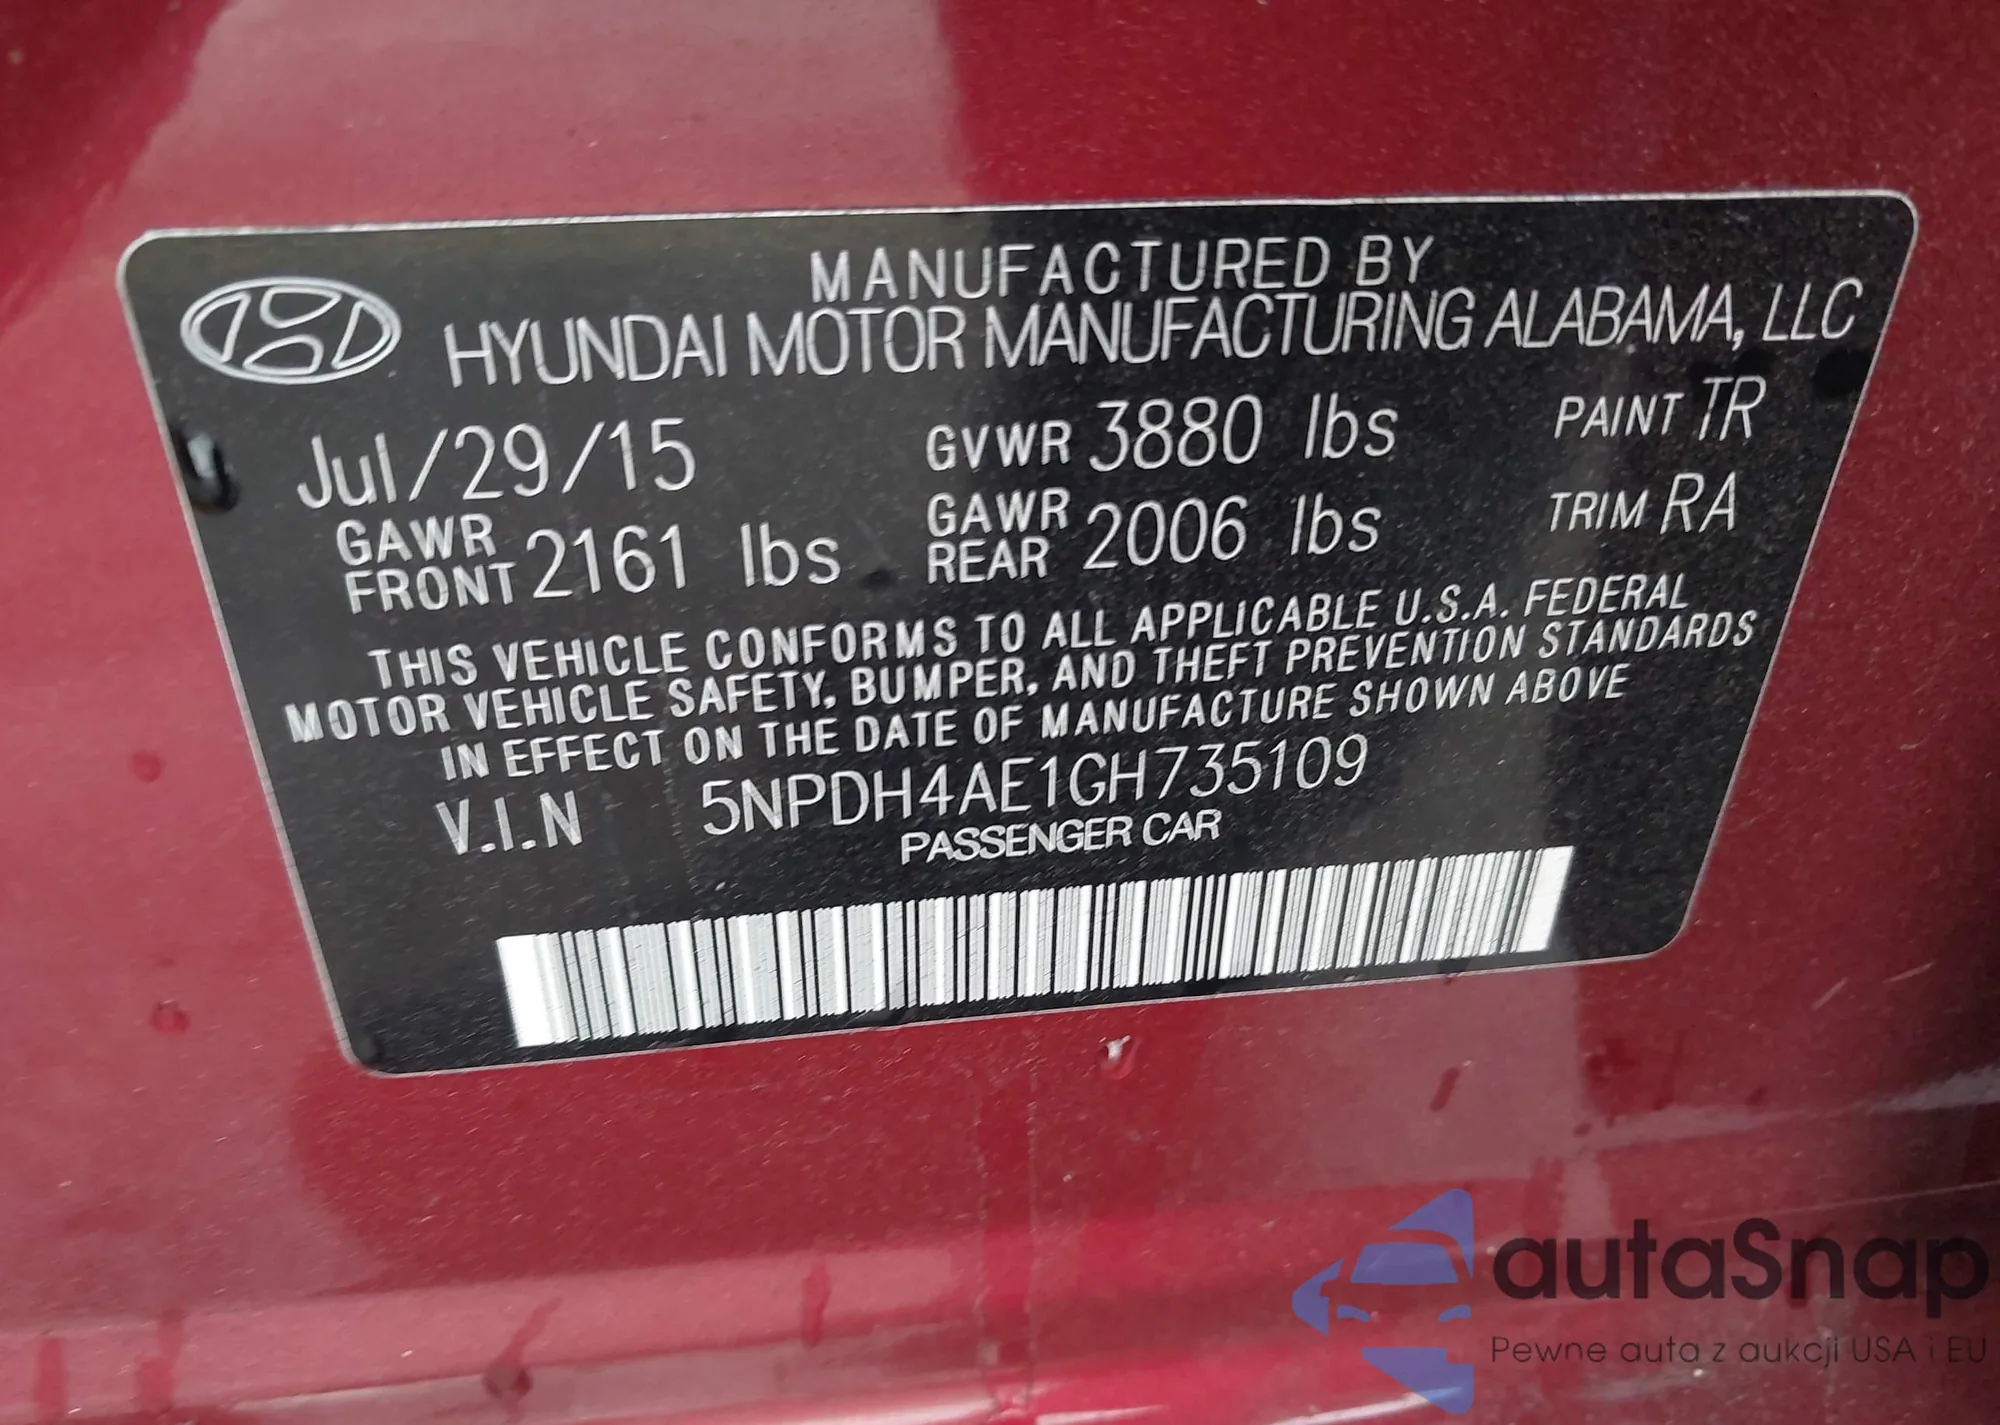 MANUFACTURED BY
HYUNDAI MOTOR MANUFACTURING ALABAMA, LLC
Jul/29/15 GVWR 3880 lbs PAINT TR
GAWR FRONT 2161 lbs GAWR REAR 2006 lbs TRIM RA
THIS VEHICLE CONFORMS TO ALL APPLICABLE U.S.A. FEDERAL
MOTOR VEHICLE SAFETY, BUMPER, AND THEFT PREVENTION STANDARDS
IN EFFECT ON THE DATE OF MANUFACTURE SHOWN ABOVE
V.I.N 5NPDH4AE1GH735109
PASSENGER CAR
autaSnap
Pewne auta z aukcji USA i EU